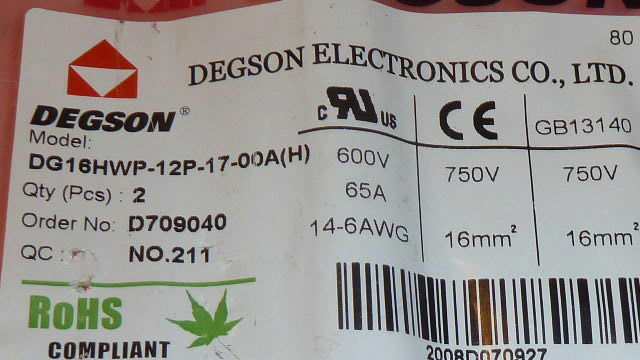 80
DEGSON ELECTRONICS CO., LTD.
DEGSON®
c RU us CE GB13140
Model:
DG16HWP-12P-17-00A(H)
600V 750V 750V
Qty (Pcs) : 2
65A
Order No: D709040
14-6AWG 16mm² 16mm²
QC : NO.211
RoHS
COMPLIANT
2008D070927